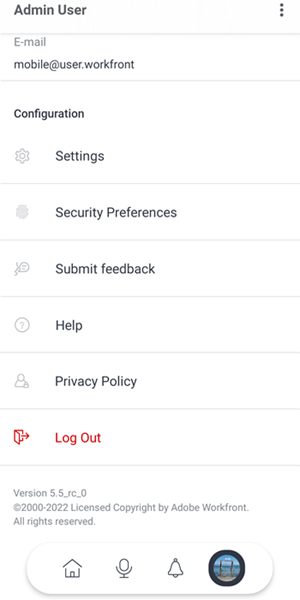 Admin User
E-mail
mobile@user.workfront
Configuration
Settings
Security Preferences
Submit feedback
Help
Privacy Policy
Log Out
Version 5.5_rc_0
©2000-2022 Licensed Copyright by Adobe Workfront.
All rights reserved.